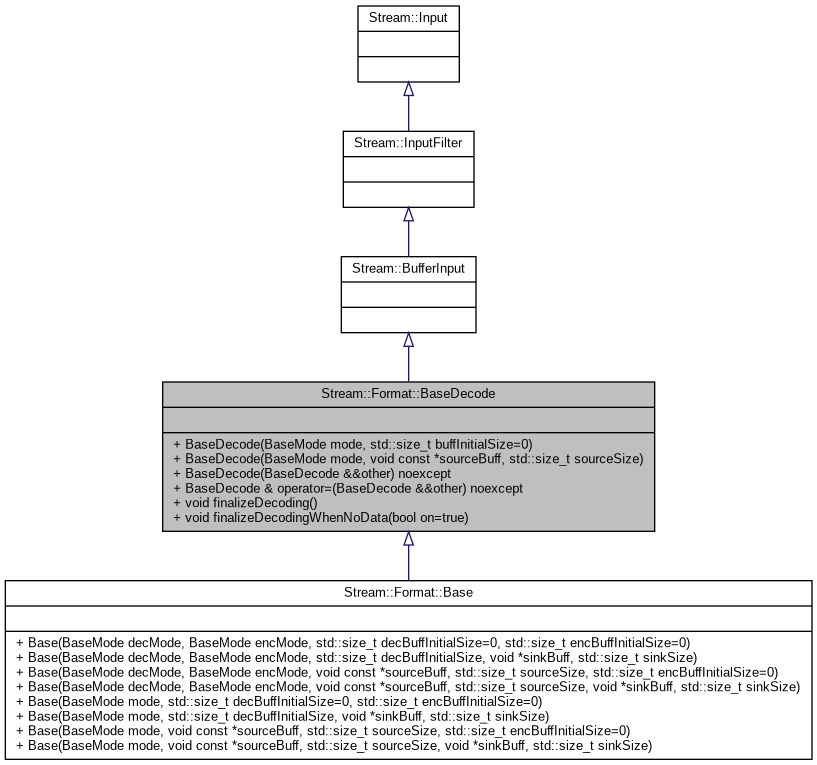 Stream::Input
Stream::InputFilter
Stream::BufferInput
Stream::Format::BaseDecode
+ BaseDecode(BaseMode mode, std::size_t buffInitialSize=0)
+ BaseDecode(BaseMode mode, void const *sourceBuff, std::size_t sourceSize)
+ BaseDecode(BaseDecode &&other) noexcept
+ BaseDecode & operator=(BaseDecode &&other) noexcept
+ void finalizeDecoding()
+ void finalizeDecodingWhenNoData(bool on=true)
Stream::Format::Base
+ Base(BaseMode decMode, BaseMode encMode, std::size_t decBuffInitialSize=0, std::size_t encBuffInitialSize=0)
+ Base(BaseMode decMode, BaseMode encMode, std::size_t decBuffInitialSize, void *sinkBuff, std::size_t sinkSize)
+ Base(BaseMode decMode, BaseMode encMode, void const *sourceBuff, std::size_t sourceSize, std::size_t encBuffInitialSize=0)
+ Base(BaseMode decMode, BaseMode encMode, void const *sourceBuff, std::size_t sourceSize, void *sinkBuff, std::size_t sinkSize)
+ Base(BaseMode mode, std::size_t decBuffInitialSize=0, std::size_t encBuffInitialSize=0)
+ Base(BaseMode mode, std::size_t decBuffInitialSize, void *sinkBuff, std::size_t sinkSize)
+ Base(BaseMode mode, void const *sourceBuff, std::size_t sourceSize, std::size_t encBuffInitialSize=0)
+ Base(BaseMode mode, void const *sourceBuff, std::size_t sourceSize, void *sinkBuff, std::size_t sinkSize)